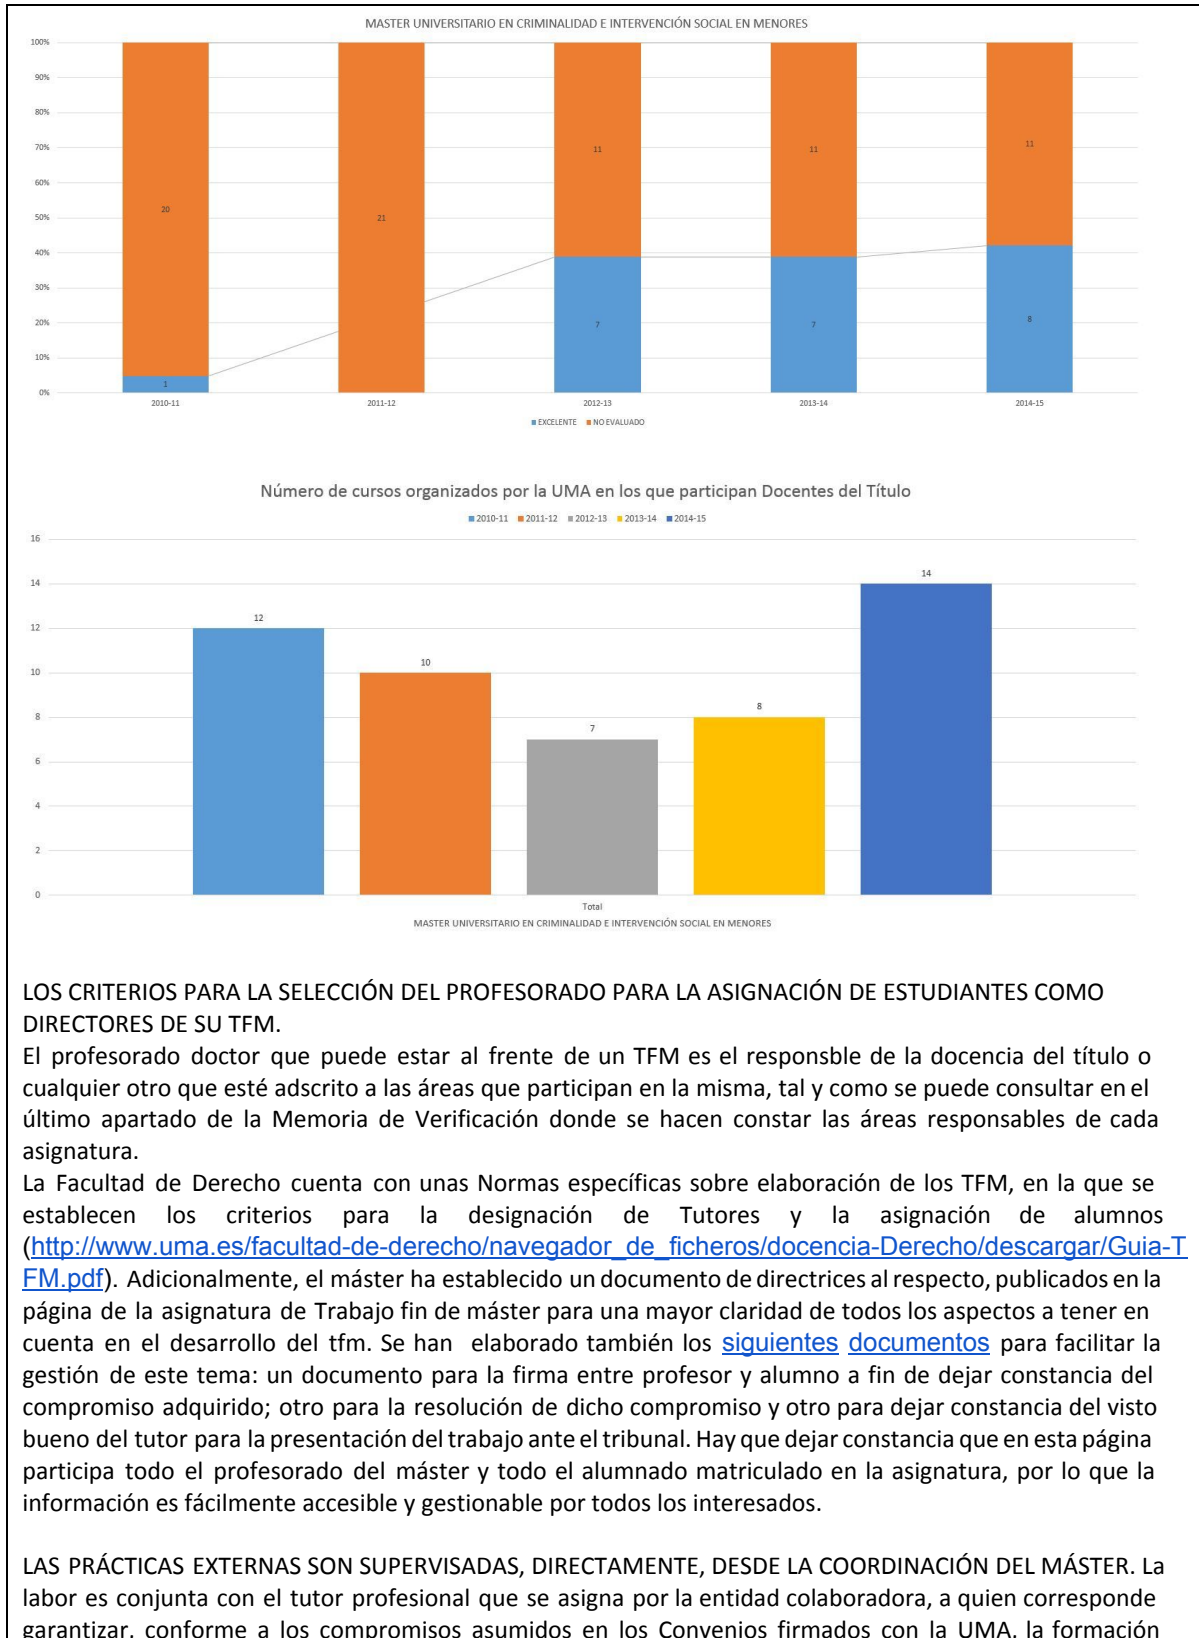 MASTER UNIVERSITARIO EN CRIMINALIDAD E INTERVENCIÓN SOCIAL EN MENORES
100%
90%
80%
70%
60%
50%
40%
30%
20%
10%
0%
20
21
11
11
11
1
7
7
8
2010-11
2011-12
2012-13
2013-14
2014-15
EXCELENTE NO EVALUADO
Número de cursos organizados por la UMA en los que participan Docentes del Título
2010-11 2011-12 2012-13 2013-14 2014-15
16
14
12
10
8
6
4
2
0
12
10
7
8
14
Total
MASTER UNIVERSITARIO EN CRIMINALIDAD E INTERVENCIÓN SOCIAL EN MENORES
LOS CRITERIOS PARA LA SELECCIÓN DEL PROFESORADO PARA LA ASIGNACIÓN DE ESTUDIANTES COMO
DIRECTORES DE SU TFM.
El profesorado doctor que puede estar al frente de un TFM es el responsble de la docencia del título o
cualquier otro que esté adscrito a las áreas que participan en la misma, tal y como se puede consultar en el
último apartado de la Memoria de Verificación donde se hacen constar las áreas responsables de cada
asignatura.
La Facultad de Derecho cuenta con unas Normas específicas sobre elaboración de los TFM, en la que se
establecen los criterios para la designación de Tutores y la asignación de alumnos
(http://www.uma.es/facultad-de-derecho/navegador_de_ficheros/docencia-Derecho/descargar/Guia-T
FM.pdf). Adicionalmente, el máster ha establecido un documento de directrices al respecto, publicados en la
página de la asignatura de Trabajo fin de máster para una mayor claridad de todos los aspectos a tener en
cuenta en el desarrollo del tfm. Se han elaborado también los siguientes documentos para facilitar la
gestión de este tema: un documento para la firma entre profesor y alumno a fin de dejar constancia del
compromiso adquirido; otro para la resolución de dicho compromiso y otro para dejar constancia del visto
bueno del tutor para la presentación del trabajo ante el tribunal. Hay que dejar constancia que en esta página
participa todo el profesorado del máster y todo el alumnado matriculado en la asignatura, por lo que la
información es fácilmente accesible y gestionable por todos los interesados.
LAS PRÁCTICAS EXTERNAS SON SUPERVISADAS, DIRECTAMENTE, DESDE LA COORDINACIÓN DEL MÁSTER. La
labor es conjunta con el tutor profesional que se asigna por la entidad colaboradora, a quien corresponde
garantizar, conforme a los compromisos asumidos en los Convenios firmados con la UMA, la formación